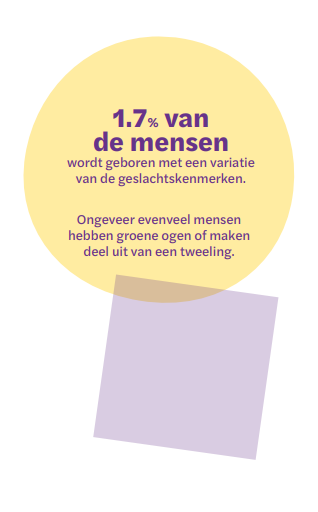 1.7% van
de mensen
wordt geboren met een variatie
van de geslachtskenmerken.
Ongeveer evenveel mensen
hebben groene ogen of maken
deel uit van een tweeling.